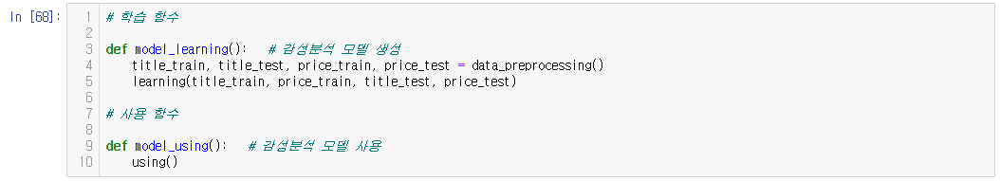 In [68]:
1 # 학습 함수
2
3 def model_learning():   # 감성분석 모델 생성
4     title_train, title_test, price_train, price_test = data_preprocessing()
5     learning(title_train, price_train, title_test, price_test)
6
7 # 사용 함수
8
9 def model_using():   # 감성분석 모델 사용
10     using()